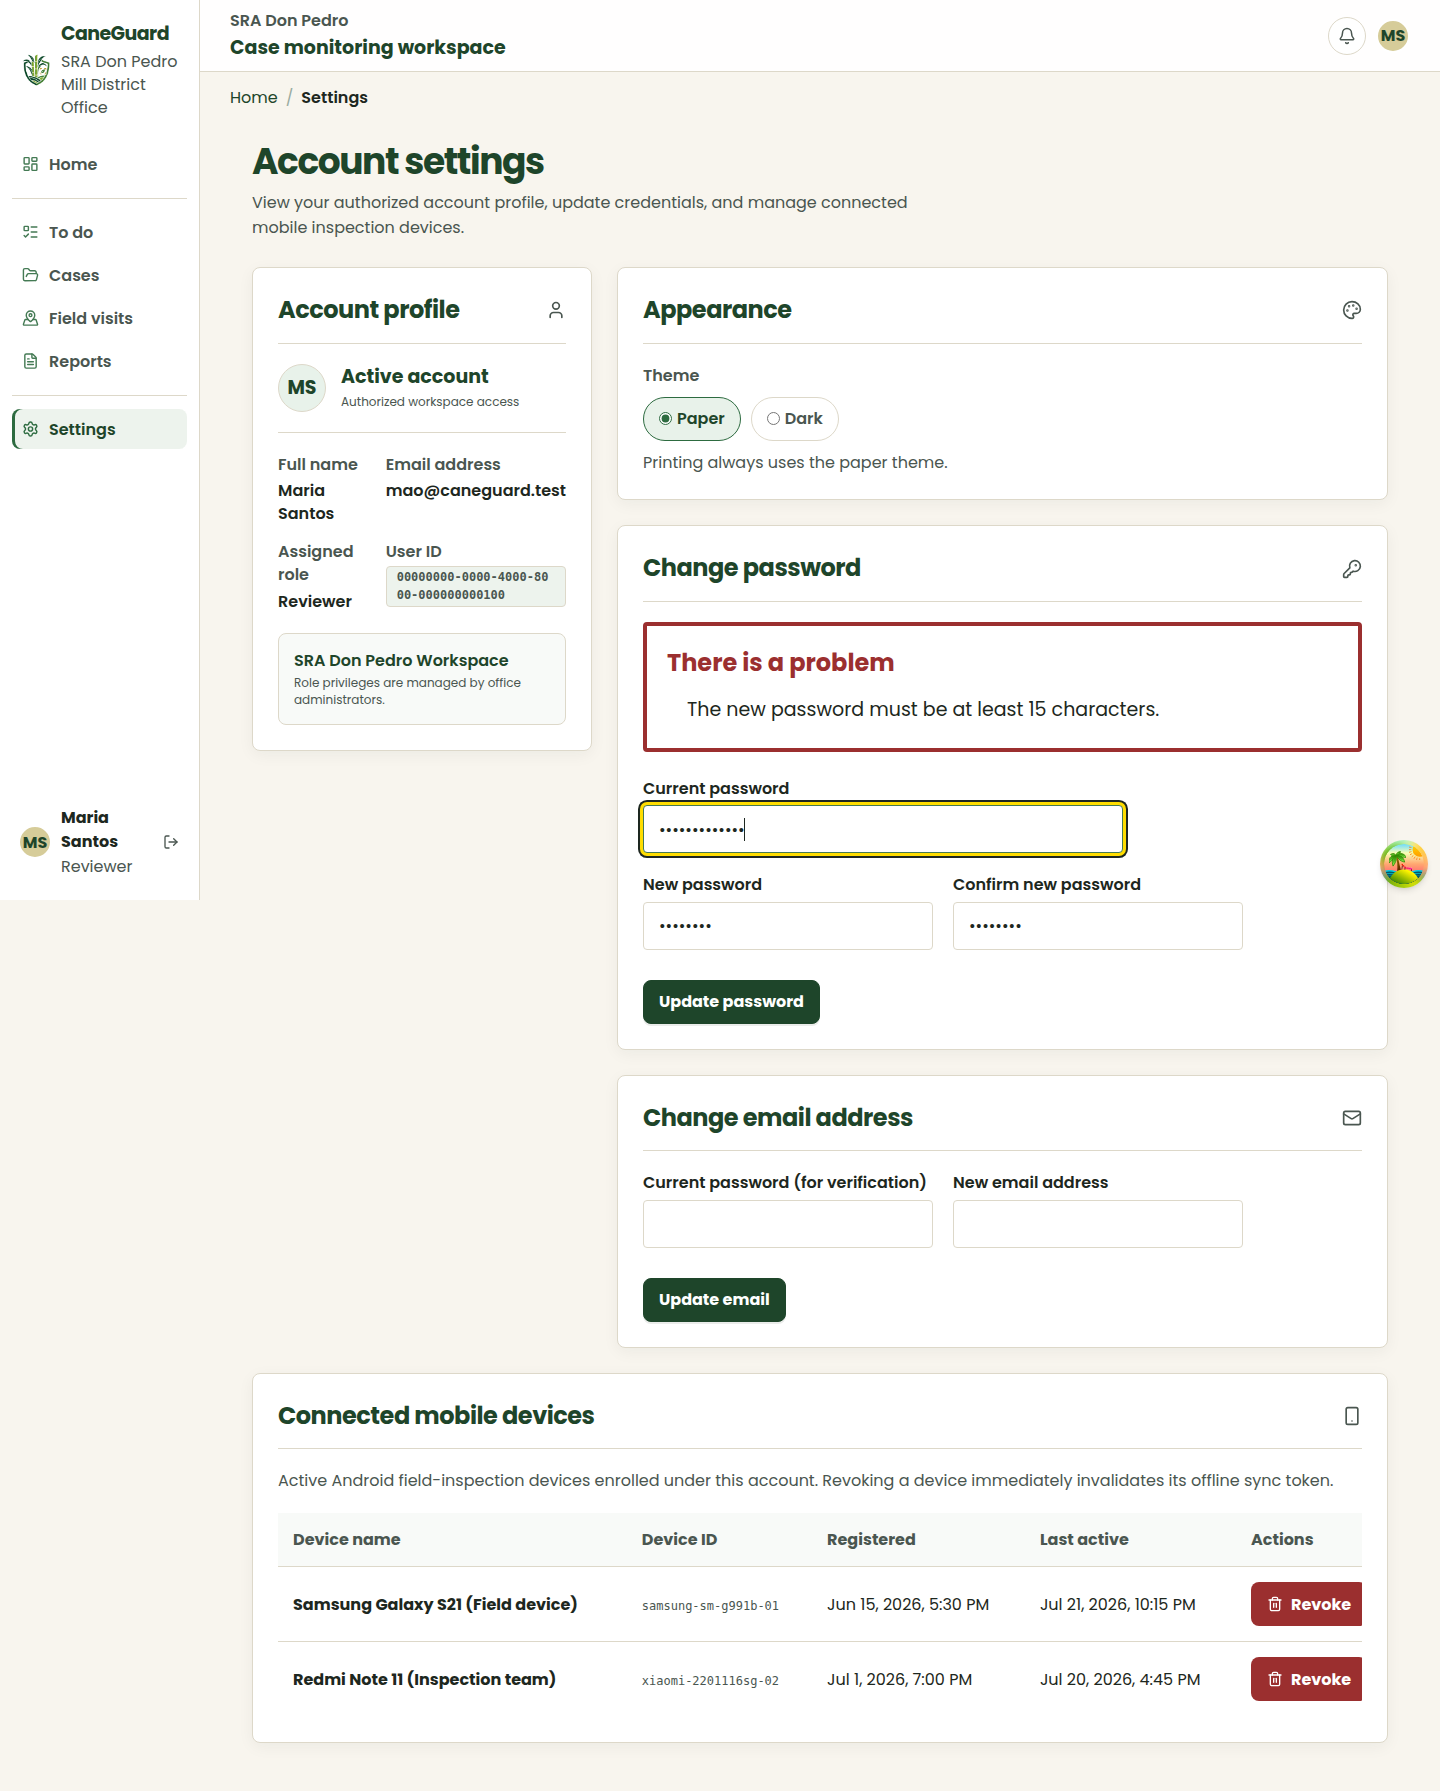 CaneGuard
SRA Don Pedro
Mill District
Office
Home
To do
Cases
Field visits
Reports
Settings
MS
Maria
Santos
Reviewer
SRA Don Pedro
Case monitoring workspace
MS
Home / Settings
Account settings
View your authorized account profile, update credentials, and manage connected
mobile inspection devices.
Account profile
MS
Active account
Authorized workspace access
Full name
Maria
Santos
Email address
mao@caneguard.test
Assigned
role
Reviewer
User ID
00000000-0000-4000-80
00-000000000100
SRA Don Pedro Workspace
Role privileges are managed by office
administrators.
Appearance
Theme
Paper
Dark
Printing always uses the paper theme.
Change password
There is a problem
The new password must be at least 15 characters.
Current password
•••••••••••••
New password
••••••••
Confirm new password
••••••••
Update password
Change email address
Current password (for verification)
New email address
Update email
Connected mobile devices
Active Android field-inspection devices enrolled under this account. Revoking a device immediately invalidates its offline sync token.
Device name Device ID Registered Last active Actions
Samsung Galaxy S21 (Field device) samsung-sm-g991b-01 Jun 15, 2026, 5:30 PM Jul 21, 2026, 10:15 PM Revoke
Redmi Note 11 (Inspection team) xiaomi-2201116sg-02 Jul 1, 2026, 7:00 PM Jul 20, 2026, 4:45 PM Revoke